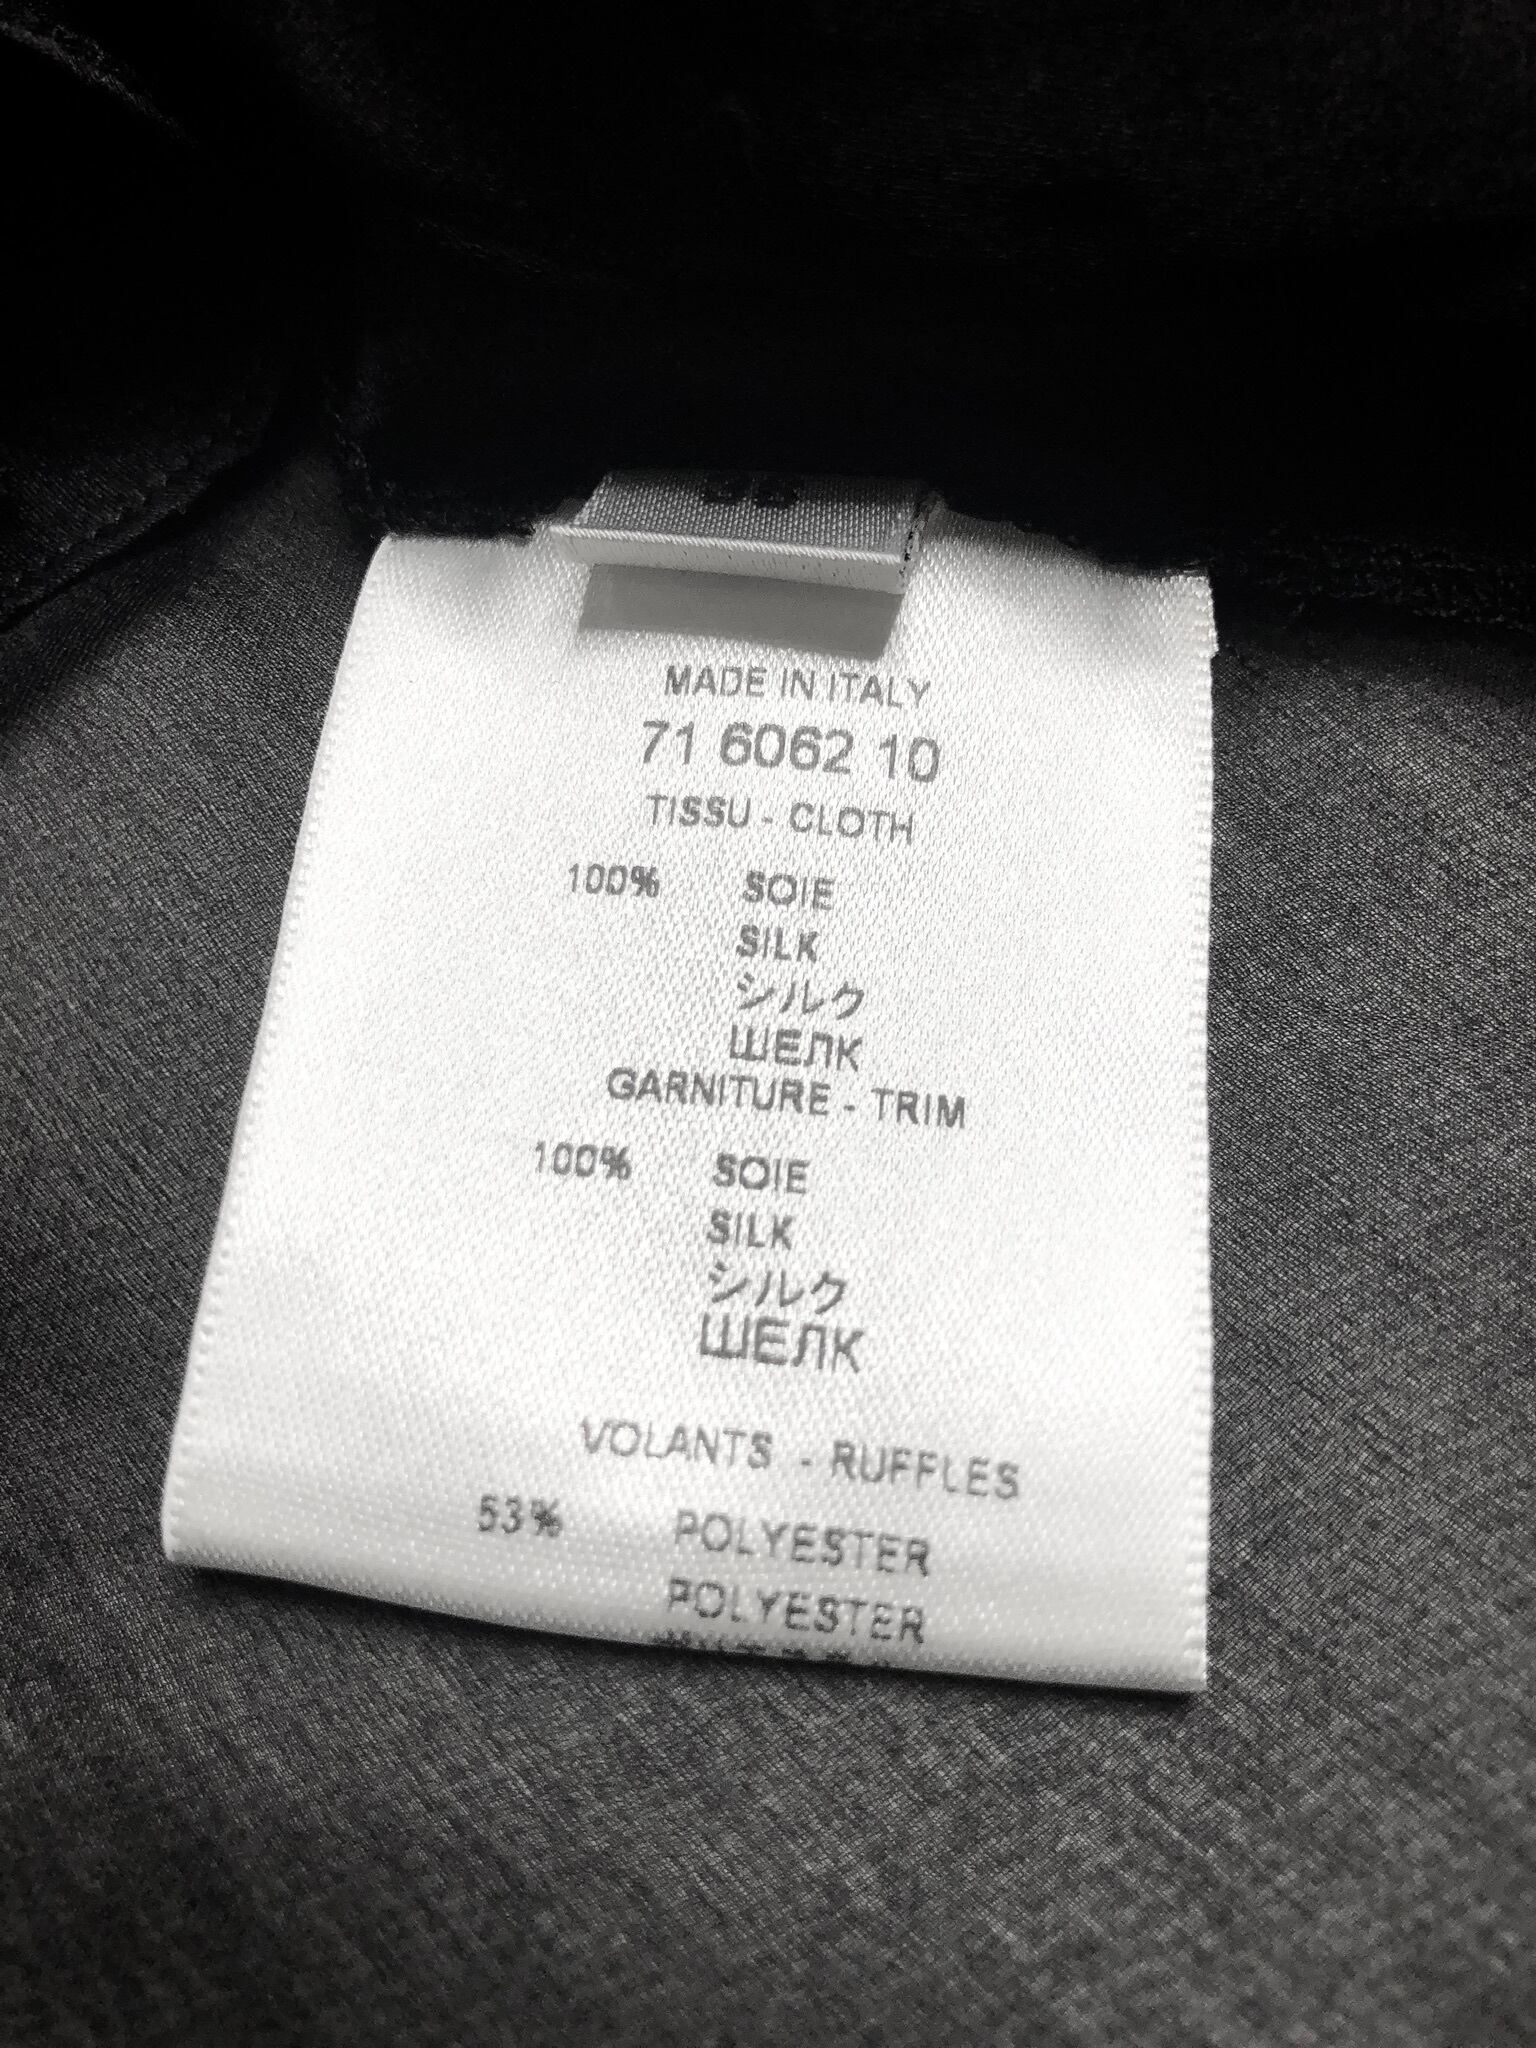 MADE IN ITALY
71 6062 10
TISSU - CLOTH
100% SOIE
SILK
シルク
ШЕЛК
GARNITURE - TRIM
100% SOIE
SILK
シルク
ШЕЛК
VOLANTS - RUFFLES
53% POLYESTER
POLYESTER